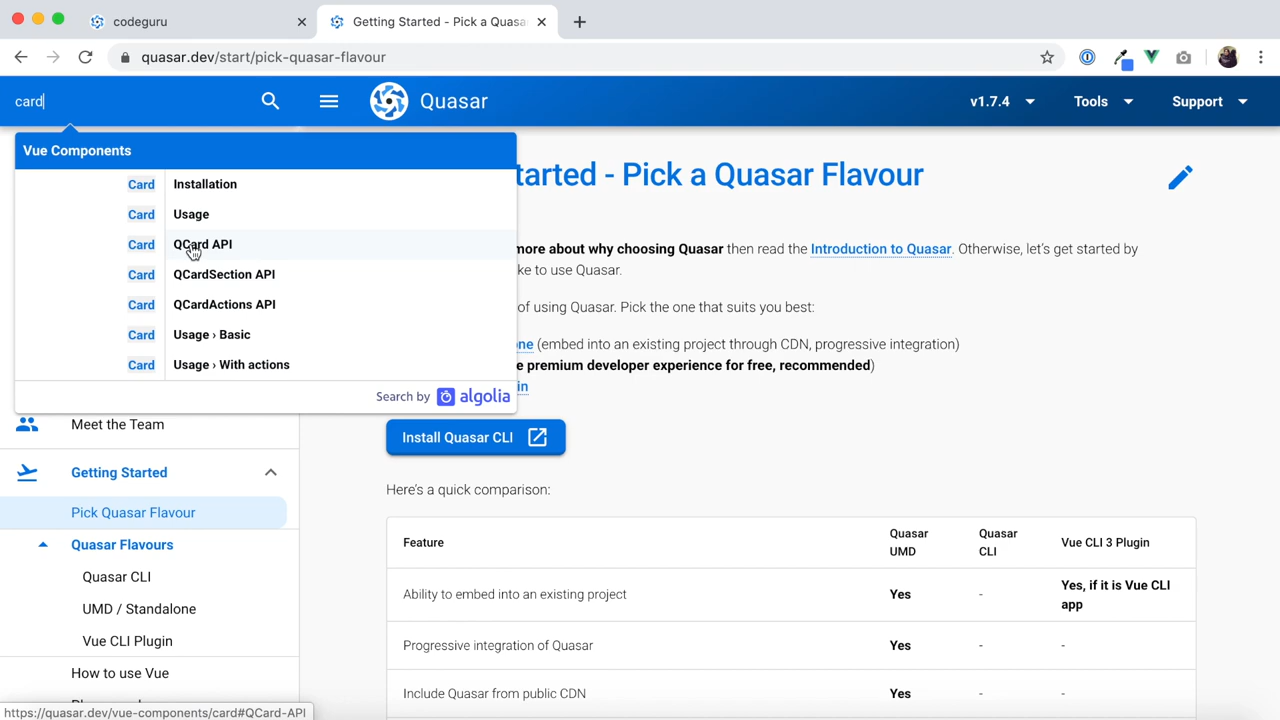 codeguru
Getting Started - Pick a Quasa
quasar.dev/start/pick-quasar-flavour
card
Quasar
v1.7.4
Tools
Support
Vue Components
Card Installation
Card Usage
Card QCard API
Card QCardSection API
Card QCardActions API
Card Usage › Basic
Card Usage › With actions
Search by algolia
tarted - Pick a Quasar Flavour
more about why choosing Quasar then read the Introduction to Quasar. Otherwise, let's get started by
ke to use Quasar.
of using Quasar. Pick the one that suits you best:
ne (embed into an existing project through CDN, progressive integration)
e premium developer experience for free, recommended)
in
Install Quasar CLI
Here's a quick comparison:
Feature
Quasar UMD
Quasar CLI
Vue CLI 3 Plugin
Ability to embed into an existing project
Yes
-
Yes, if it is Vue CLI app
Progressive integration of Quasar
Yes
-
-
Include Quasar from public CDN
Yes
-
-
Meet the Team
Getting Started
Pick Quasar Flavour
Quasar Flavours
Quasar CLI
UMD / Standalone
Vue CLI Plugin
How to use Vue
https://quasar.dev/vue-components/card#QCard-API